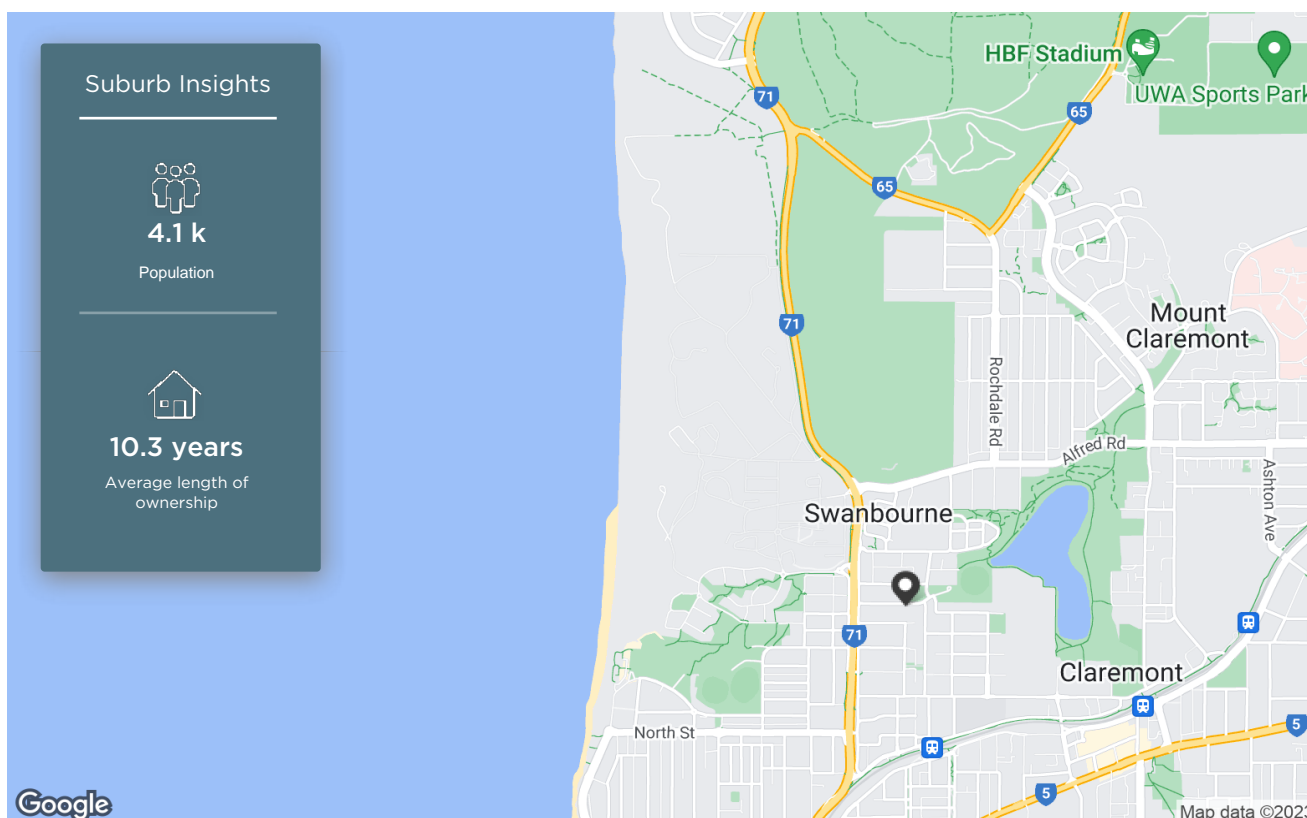 Suburb Insights
4.1 k
Population
10.3 years
Average length of
ownership
HBF Stadium
UWA Sports Park
71
65
65
71
Mount
Claremont
Rochdale Rd
Alfred Rd
Ashton Ave
Swanbourne
71
Claremont
North St
5
5
Google
Map data ©2023